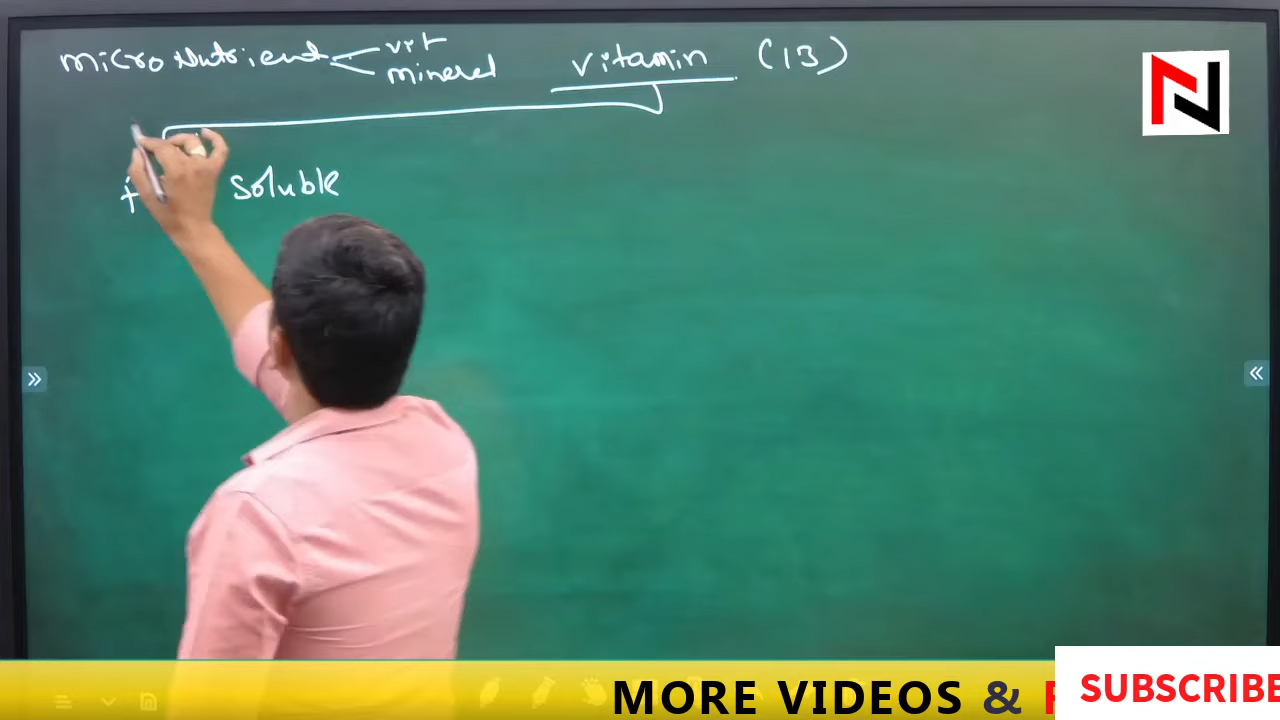 micro Nutrient vit
mineral
vitamin (13)
soluble
N
MORE VIDEOS &
SUBSCRIBE